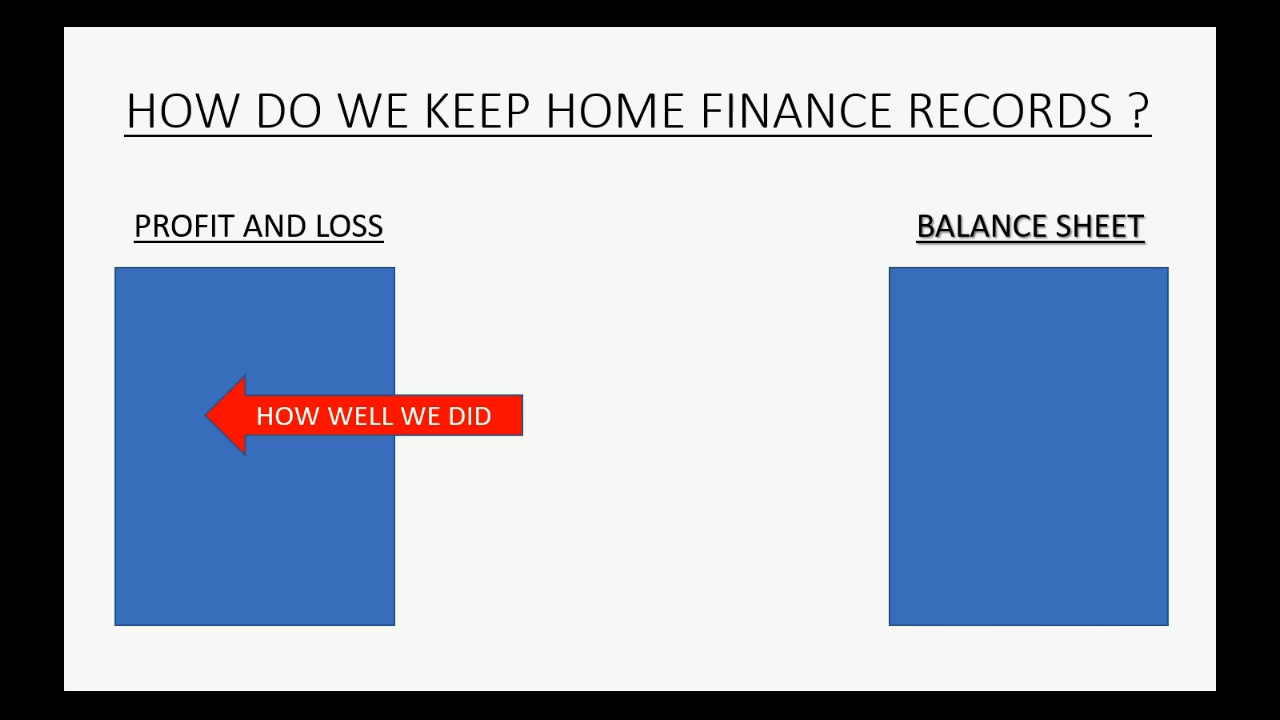 HOW DO WE KEEP HOME FINANCE RECORDS ?
PROFIT AND LOSS
BALANCE SHEET
HOW WELL WE DID